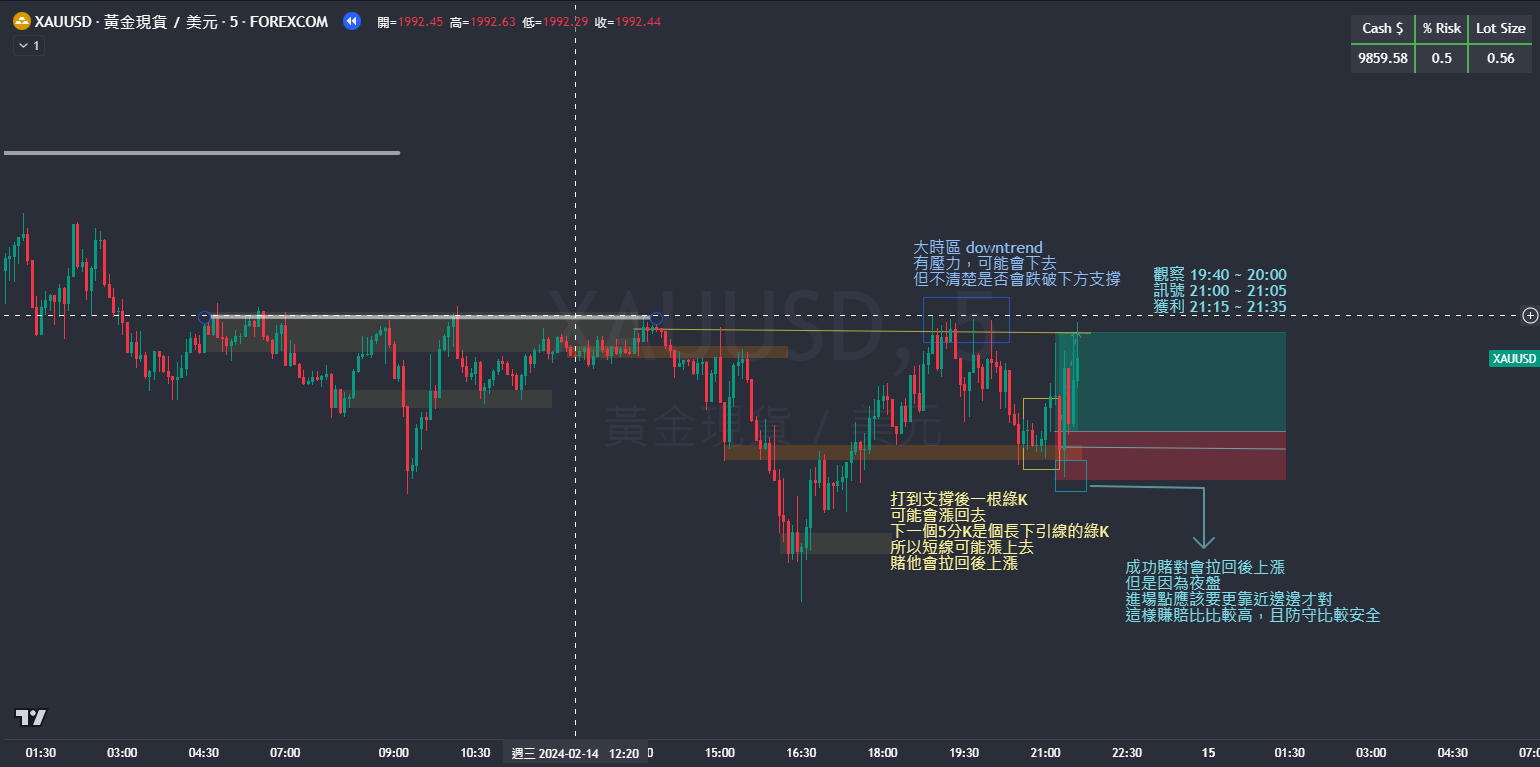 XAUUSD · 黃金現貨 / 美元 · 5 · FOREXCOM 開=1992.45 高=1992.63 低=1992.29 收=1992.44
1
Cash $ % Risk Lot Size
9859.58 0.5 0.56
XAUUSD, 5
黃金現貨 / 美元
大時區 downtrend
有壓力，可能會下去
但不清楚是否會跌破下方支撐
觀察 19:40 ~ 20:00
訊號 21:00 ~ 21:05
獲利 21:15 ~ 21:35
XAUUSD
打到支撐後一根綠K
可能會漲回去
下一個5分K是個長下引線的綠K
所以短線可能漲上去
賭他會拉回後上漲
成功賭對會拉回後上漲
但是因為夜盤
進場點應該要更靠近邊邊才對
這樣賺賠比比較高，且防守比較安全
01:30 03:00 04:30 07:00 09:00 10:30 週三 2024-02-14 12:20 15:00 16:30 18:00 19:30 21:00 22:30 15 01:30 03:00 04:30